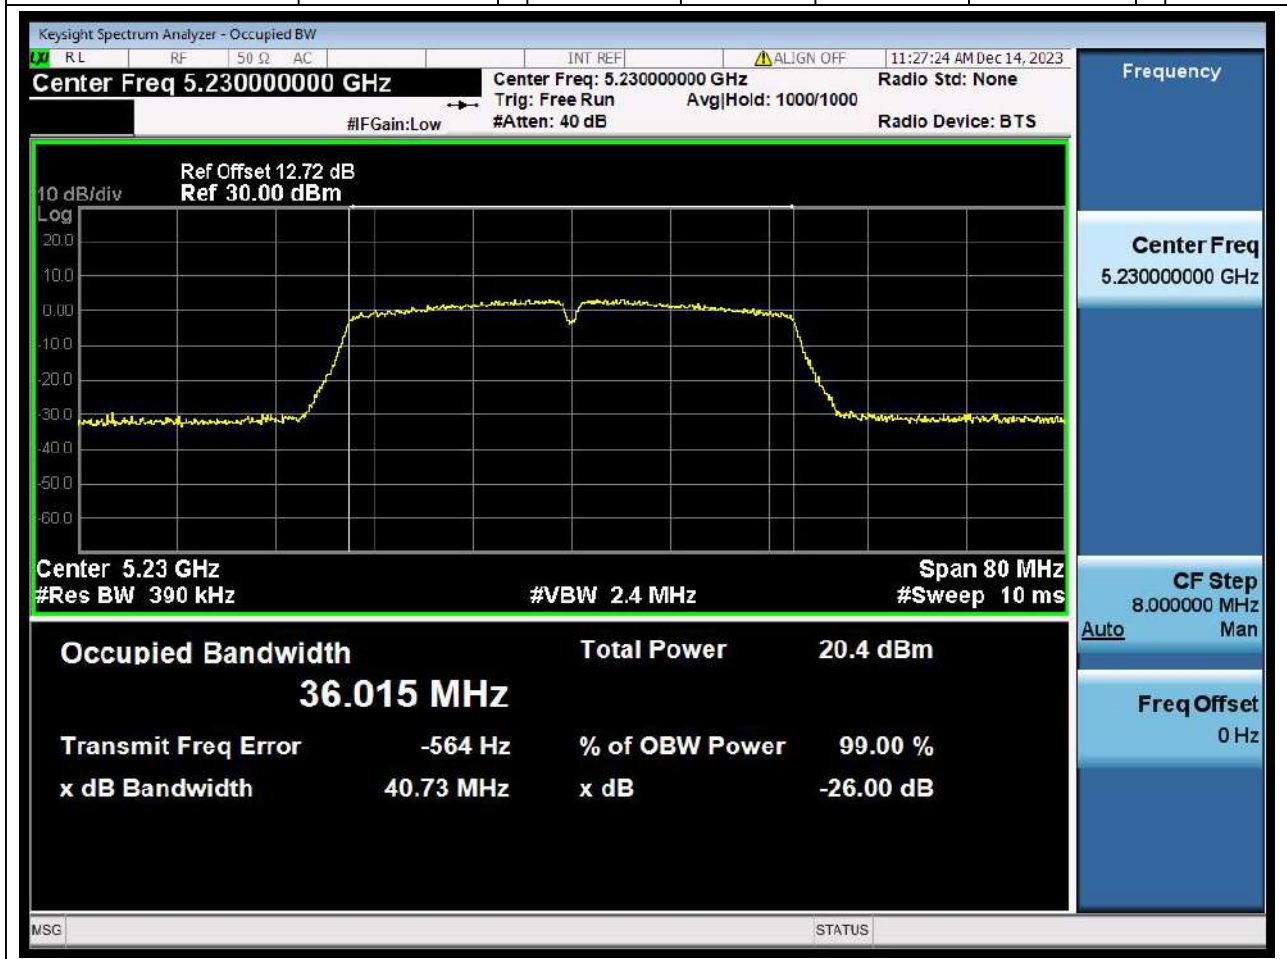 Keysight Spectrum Analyzer - Occupied BW
LXI RL RF 50 Ω AC INT REF ALIGN OFF 11:27:24 AM Dec 14, 2023
Center Freq 5.230000000 GHz
Center Freq: 5.230000000 GHz
Radio Std: None
Trig: Free Run Avg|Hold: 1000/1000
#IFGain:Low #Atten: 40 dB Radio Device: BTS
Ref Offset 12.72 dB
10 dB/div Ref 30.00 dBm
Log
20.0
10.0
0.00
-10.0
-20.0
-30.0
-40.0
-50.0
-60.0
Center 5.23 GHz Span 80 MHz
#Res BW 390 kHz #VBW 2.4 MHz #Sweep 10 ms
Occupied Bandwidth Total Power 20.4 dBm
36.015 MHz
Transmit Freq Error -564 Hz % of OBW Power 99.00 %
x dB Bandwidth 40.73 MHz x dB -26.00 dB
MSG STATUS
Frequency
Center Freq
5.230000000 GHz
CF Step
8.000000 MHz
Auto Man
Freq Offset
0 Hz